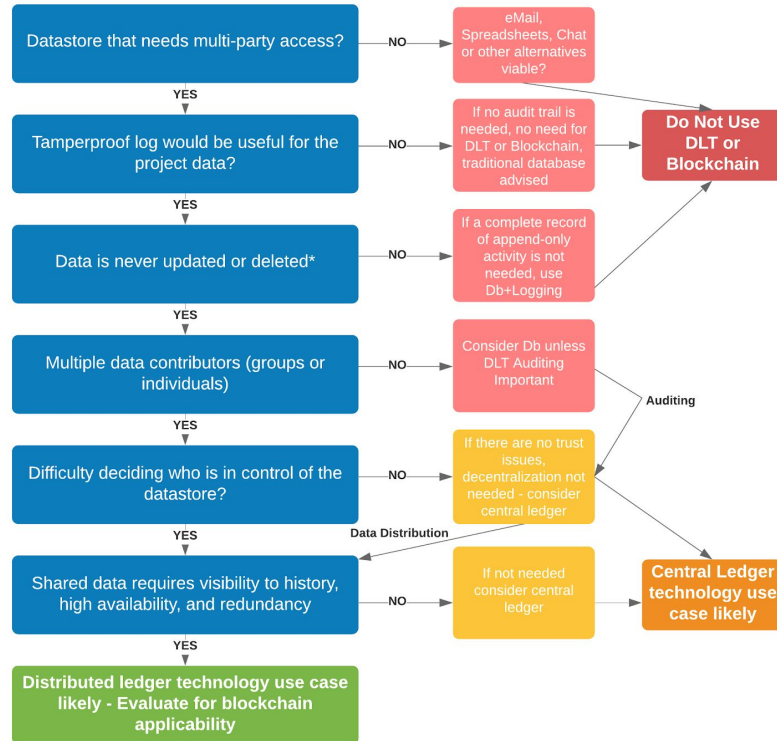 Datastore that needs multi-party access?
NO
eMail,
Spreadsheets, Chat
or other alternatives
viable?
YES
Tamperproof log would be useful for the
project data?
NO
If no audit trail is
needed, no need for
DLT or Blockchain,
traditional database
advised
Do Not Use
DLT or
Blockchain
YES
Data is never updated or deleted*
NO
If a complete record
of append-only
activity is not
needed, use
Db+Logging
YES
Multiple data contributors (groups or
individuals)
NO
Consider Db unless
DLT Auditing
Important
Auditing
YES
Difficulty deciding who is in control of the
datastore?
NO
If there are no trust
issues,
decentralization not
needed - consider
central ledger
Data Distribution
YES
Shared data requires visibility to history,
high availability, and redundancy
NO
If not needed
consider central
ledger
Central Ledger
technology use
case likely
YES
Distributed ledger technology use case
likely - Evaluate for blockchain
applicability